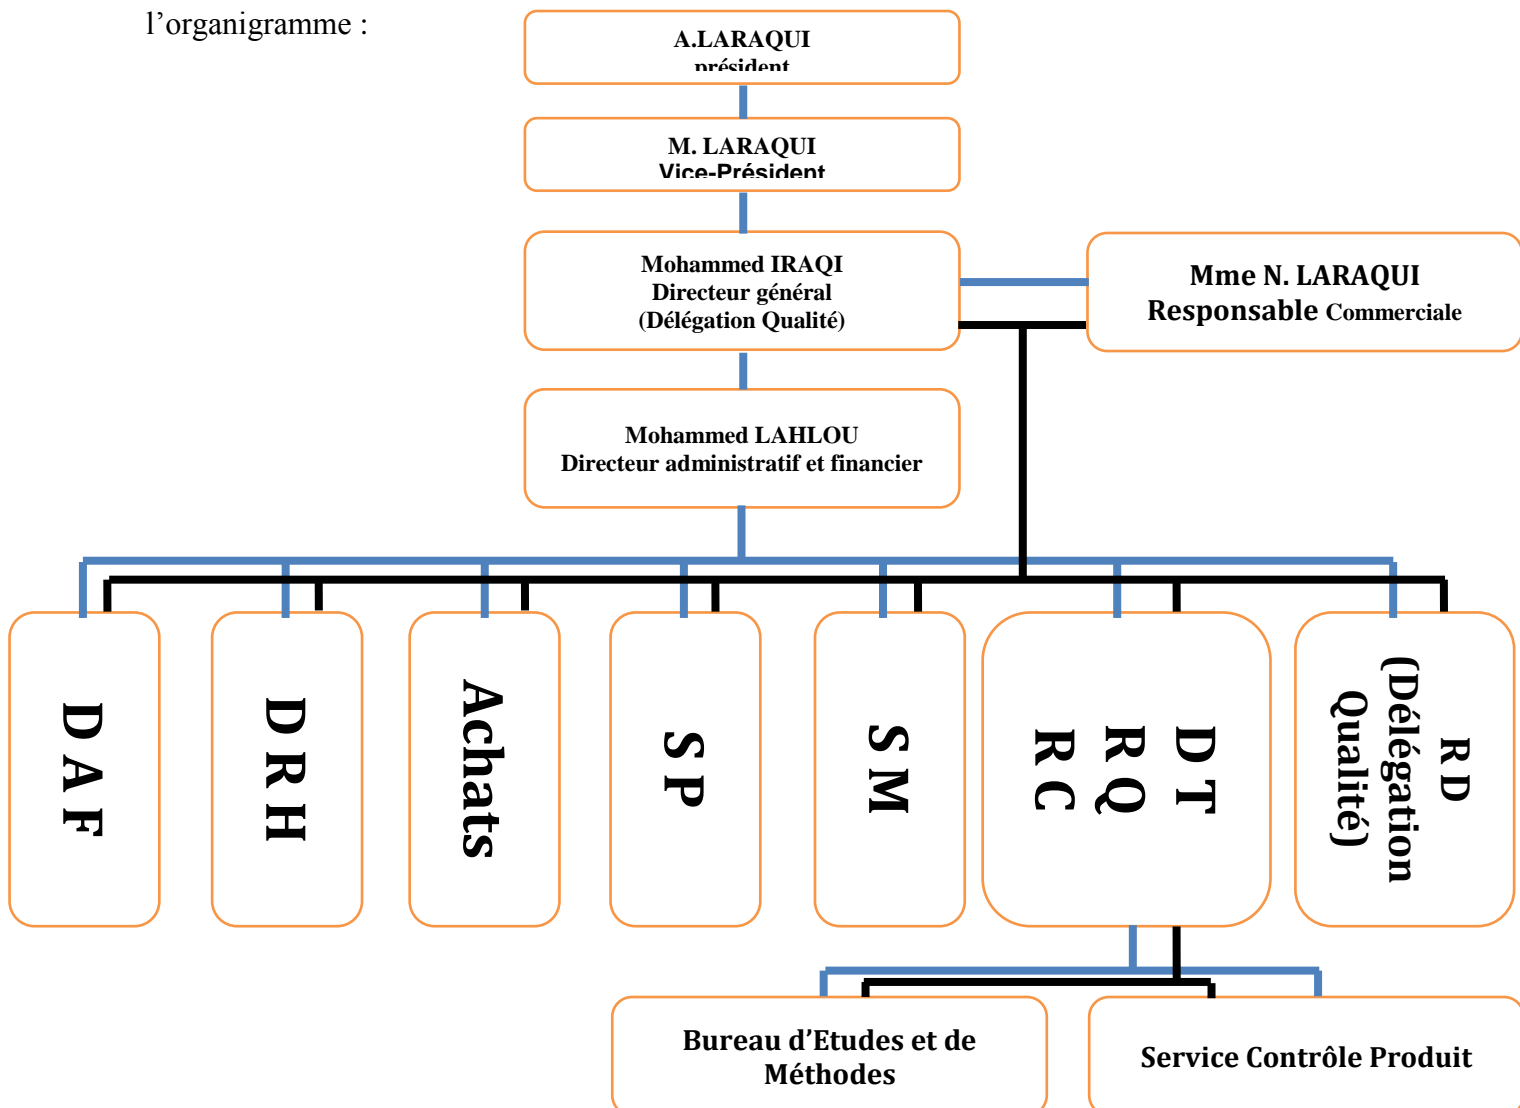 l’organigramme :
A.LARAQUI
président
M. LARAQUI
Vice-Président
Mohammed IRAQI
Directeur général
(Délégation Qualité)
Mme N. LARAQUI
Responsable Commerciale
Mohammed LAHLOU
Directeur administratif et financier
D A F
D R H
Achats
S P
S M
D T
R Q
R C
R D
(Délégation
Qualité)
Bureau d’Etudes et de
Méthodes
Service Contrôle Produit